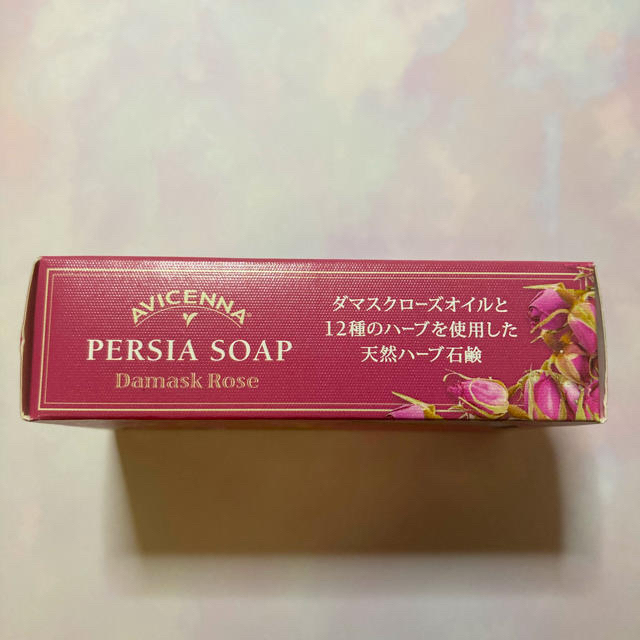 AVICENNA
PERSIA SOAP
Damask Rose
ダマスクローズオイルと
12種のハーブを使用した
天然ハーブ石鹸